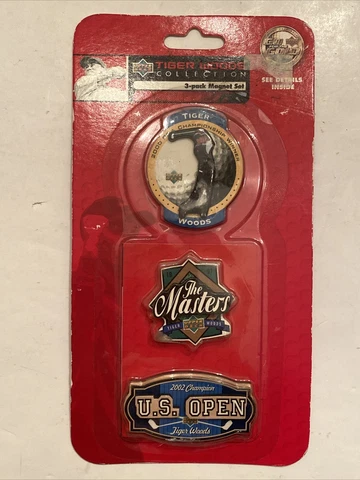 TIGER WOODS
COLLECTION
3-pack Magnet Set
SEE DETAILS
INSIDE
TIGER
CHAMPIONSHIP
WOODS
The
Masters
TIGER WOODS
2002 Champion
U.S. OPEN
Tiger Woods